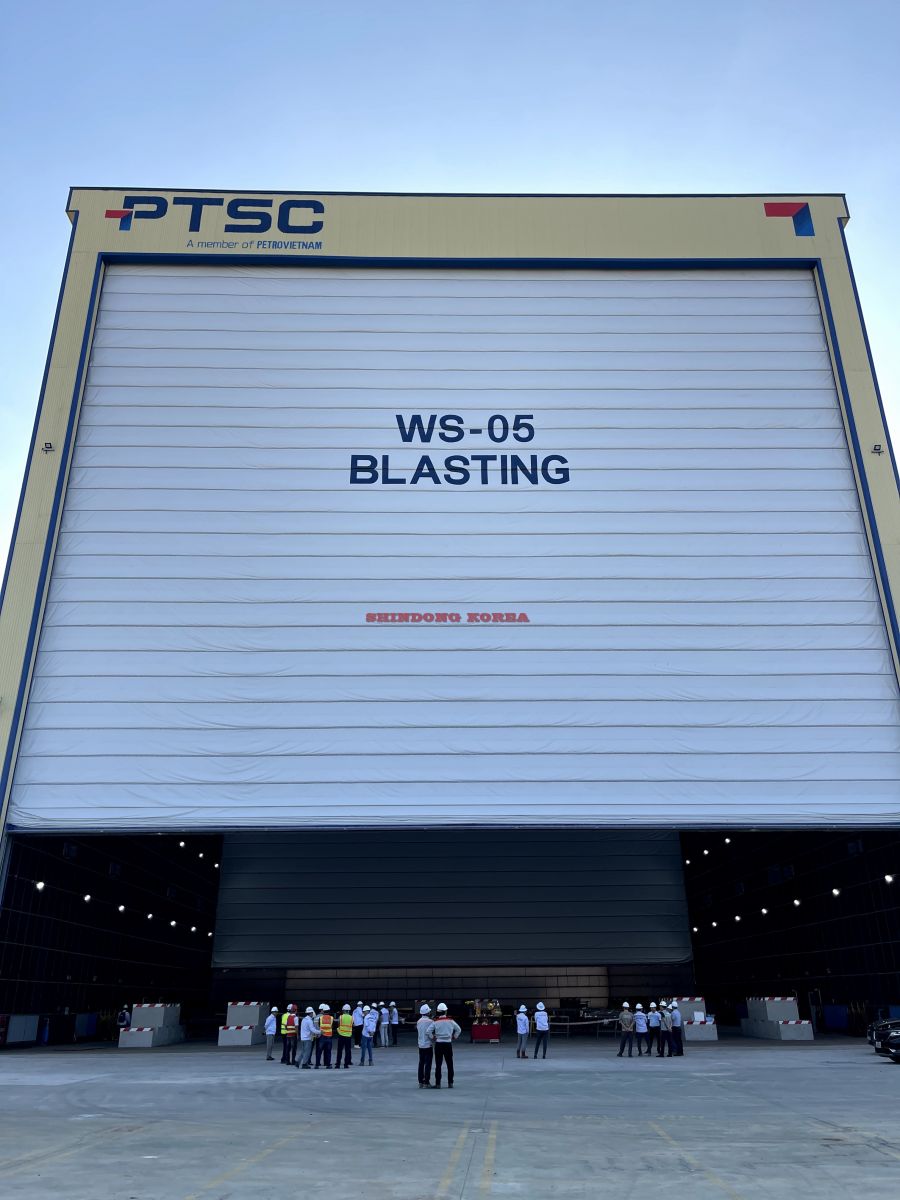 PTSC
A member of PETROVIETNAM
WS-05
BLASTING
SHINDONG KOREA